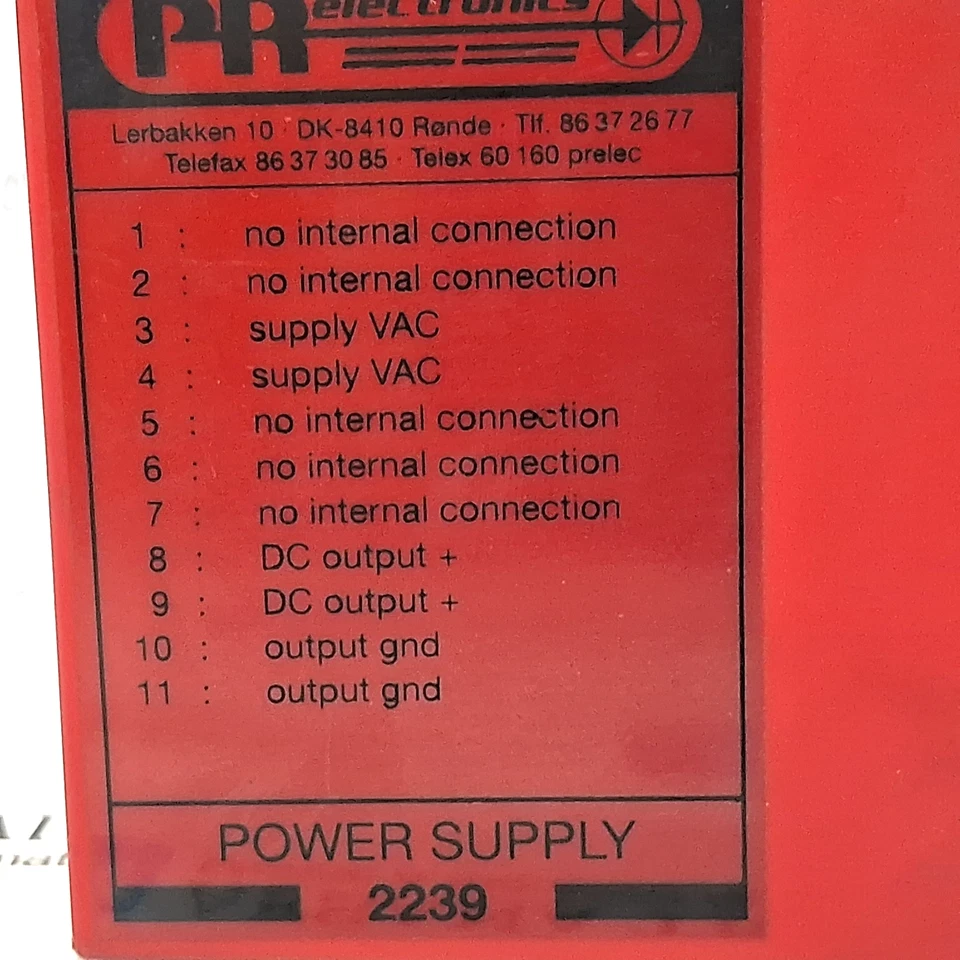 PR electronics
Lerbakken 10 · DK-8410 Rønde · Tlf. 86 37 26 77
Telefax 86 37 30 85 · Telex 60 160 prelec
1 : no internal connection
2 : no internal connection
3 : supply VAC
4 : supply VAC
5 : no internal connection
6 : no internal connection
7 : no internal connection
8 : DC output +
9 : DC output +
10 : output gnd
11 : output gnd
POWER SUPPLY
2239